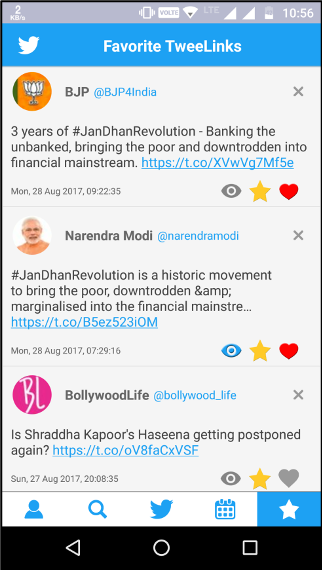 2
KB/s
VOLTE
LTE
10:56
Favorite TweeLinks
BJP @BJP4India
3 years of #JanDhanRevolution - Banking the
unbanked, bringing the poor and downtrodden into
financial mainstream. https://t.co/XVwVg7Mf5e
Mon, 28 Aug 2017, 09:22:35
Narendra Modi @narendramodi
#JanDhanRevolution is a historic movement
to bring the poor, downtrodden &amp;
marginalised into the financial mainstre…
https://t.co/B5ez523iOM
Mon, 28 Aug 2017, 07:29:16
BL
BollywoodLife @bollywood_life
Is Shraddha Kapoor's Haseena getting postponed
again? https://t.co/oV8faCxVSF
Sun, 27 Aug 2017, 20:08:35